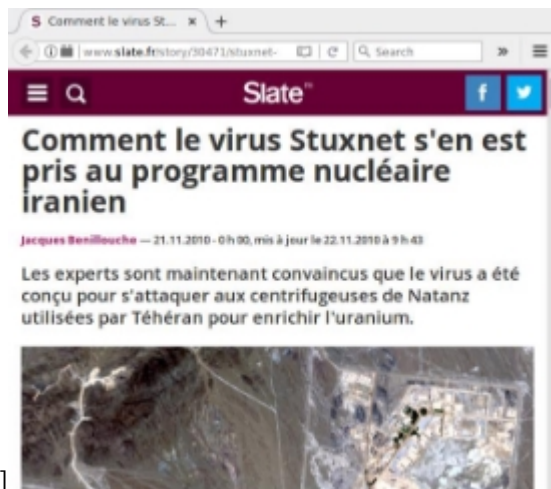 S Comment le virus St... × +
www.slate.fr/story/30471/stuxnet- Search »
Slate FR
Comment le virus Stuxnet s'en est
pris au programme nucléaire
iranien
Jacques Benillouche — 21.11.2010 - 0 h 00, mis à jour le 22.11.2010 à 9 h 43
Les experts sont maintenant convaincus que le virus a été
conçu pour s'attaquer aux centrifugeuses de Natanz
utilisées par Téhéran pour enrichir l'uranium.
]